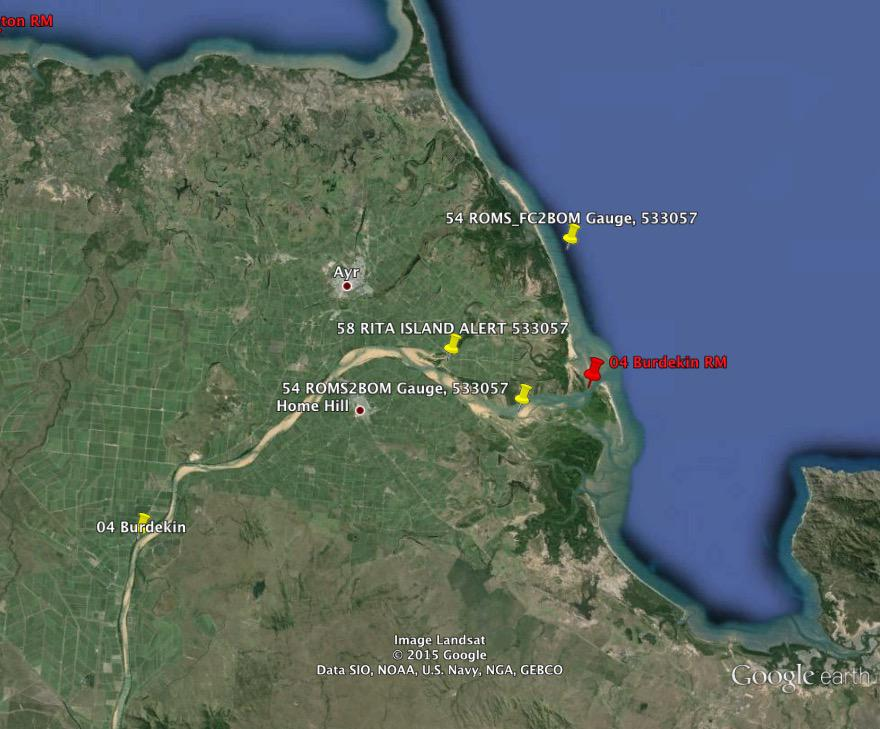 ton RM
54 ROMS_FC2BOM Gauge, 533057
Ayr
58 RITA ISLAND ALERT 533057
04 Burdekin RM
54 ROMS2BOM Gauge, 533057
Home Hill
04 Burdekin
Image Landsat
© 2015 Google
Data SIO, NOAA, U.S. Navy, NGA, GEBCO
Google earth